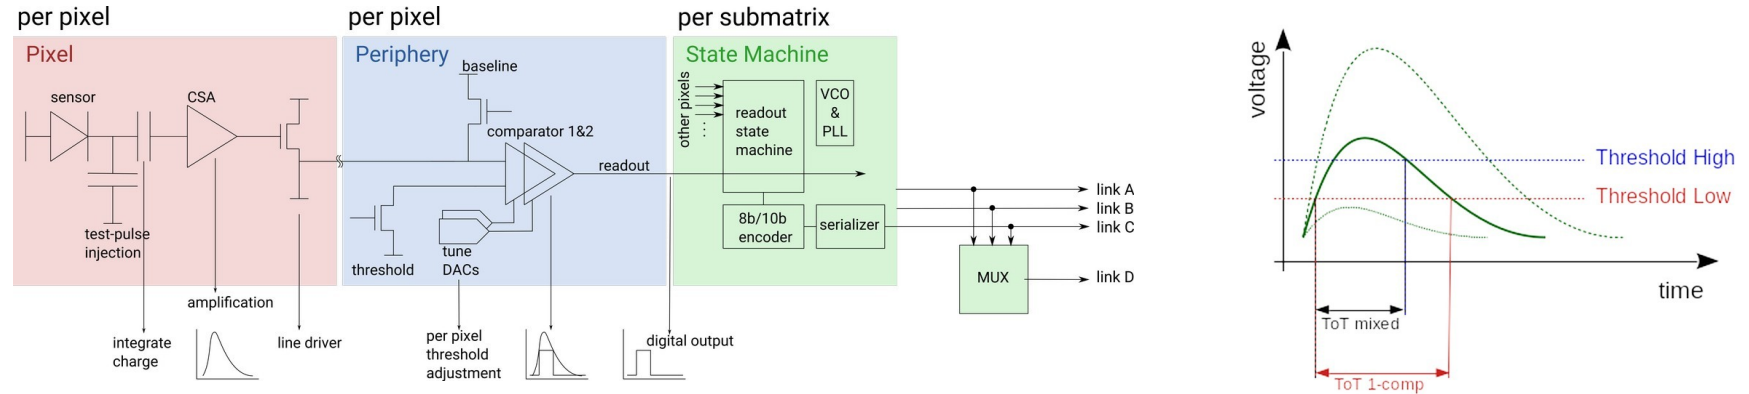 per pixel
per pixel
per submatrix
Pixel
Periphery
State Machine
sensor
CSA
test-pulse
injection
amplification
integrate
charge
line driver
baseline
comparator 1&2
readout
threshold
tune
DACs
per pixel
threshold
adjustment
digital output
other pixels
...
readout
state
machine
VCO
&
PLL
8b/10b
encoder
serializer
link A
link B
link C
MUX
link D
voltage
Threshold High
Threshold Low
time
ToT mixed
ToT 1-comp